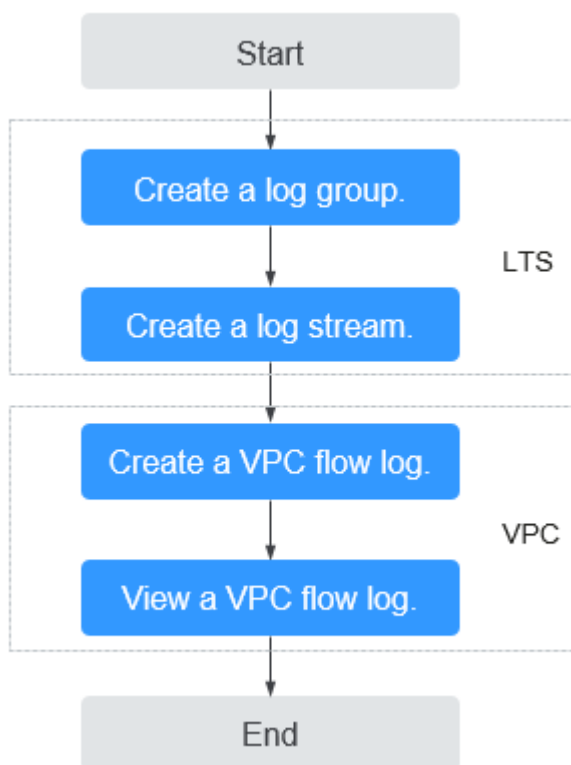 Start
Create a log group.
LTS
Create a log stream.
Create a VPC flow log.
VPC
View a VPC flow log.
End